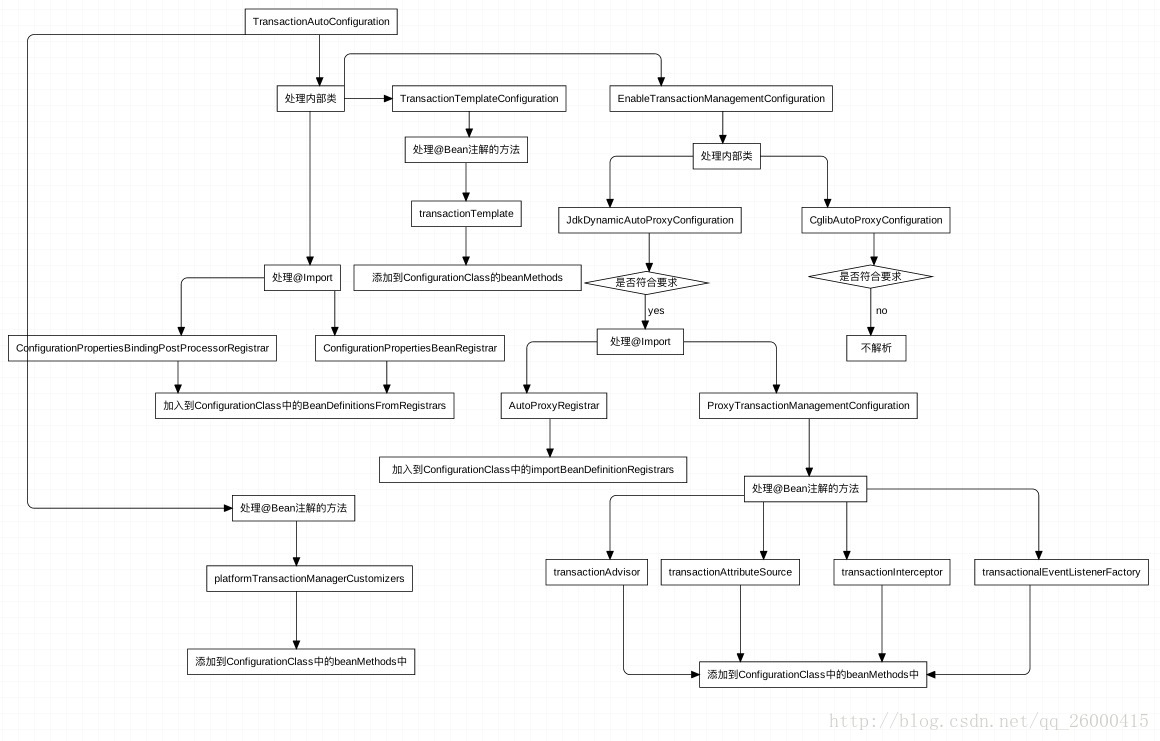 TransactionAutoConfiguration
处理内部类
TransactionTemplateConfiguration
EnableTransactionManagementConfiguration
处理@Bean注解的方法
处理内部类
transactionTemplate
JdkDynamicAutoProxyConfiguration
CglibAutoProxyConfiguration
处理@Import
添加到ConfigurationClass的beanMethods
是否符合要求
是否符合要求
yes
no
ConfigurationPropertiesBindingPostProcessorRegistrar
ConfigurationPropertiesBeanRegistrar
处理@Import
不解析
加入到ConfigurationClass中的BeanDefinitionsFromRegistrars
AutoProxyRegistrar
ProxyTransactionManagementConfiguration
加入到ConfigurationClass中的importBeanDefinitionRegistrars
处理@Bean注解的方法
处理@Bean注解的方法
transactionAdvisor
transactionAttributeSource
transactionInterceptor
transactionalEventListenerFactory
platformTransactionManagerCustomizers
添加到ConfigurationClass中的beanMethods中
添加到ConfigurationClass中的beanMethods中
http://blog.csdn.net/qq_26000415